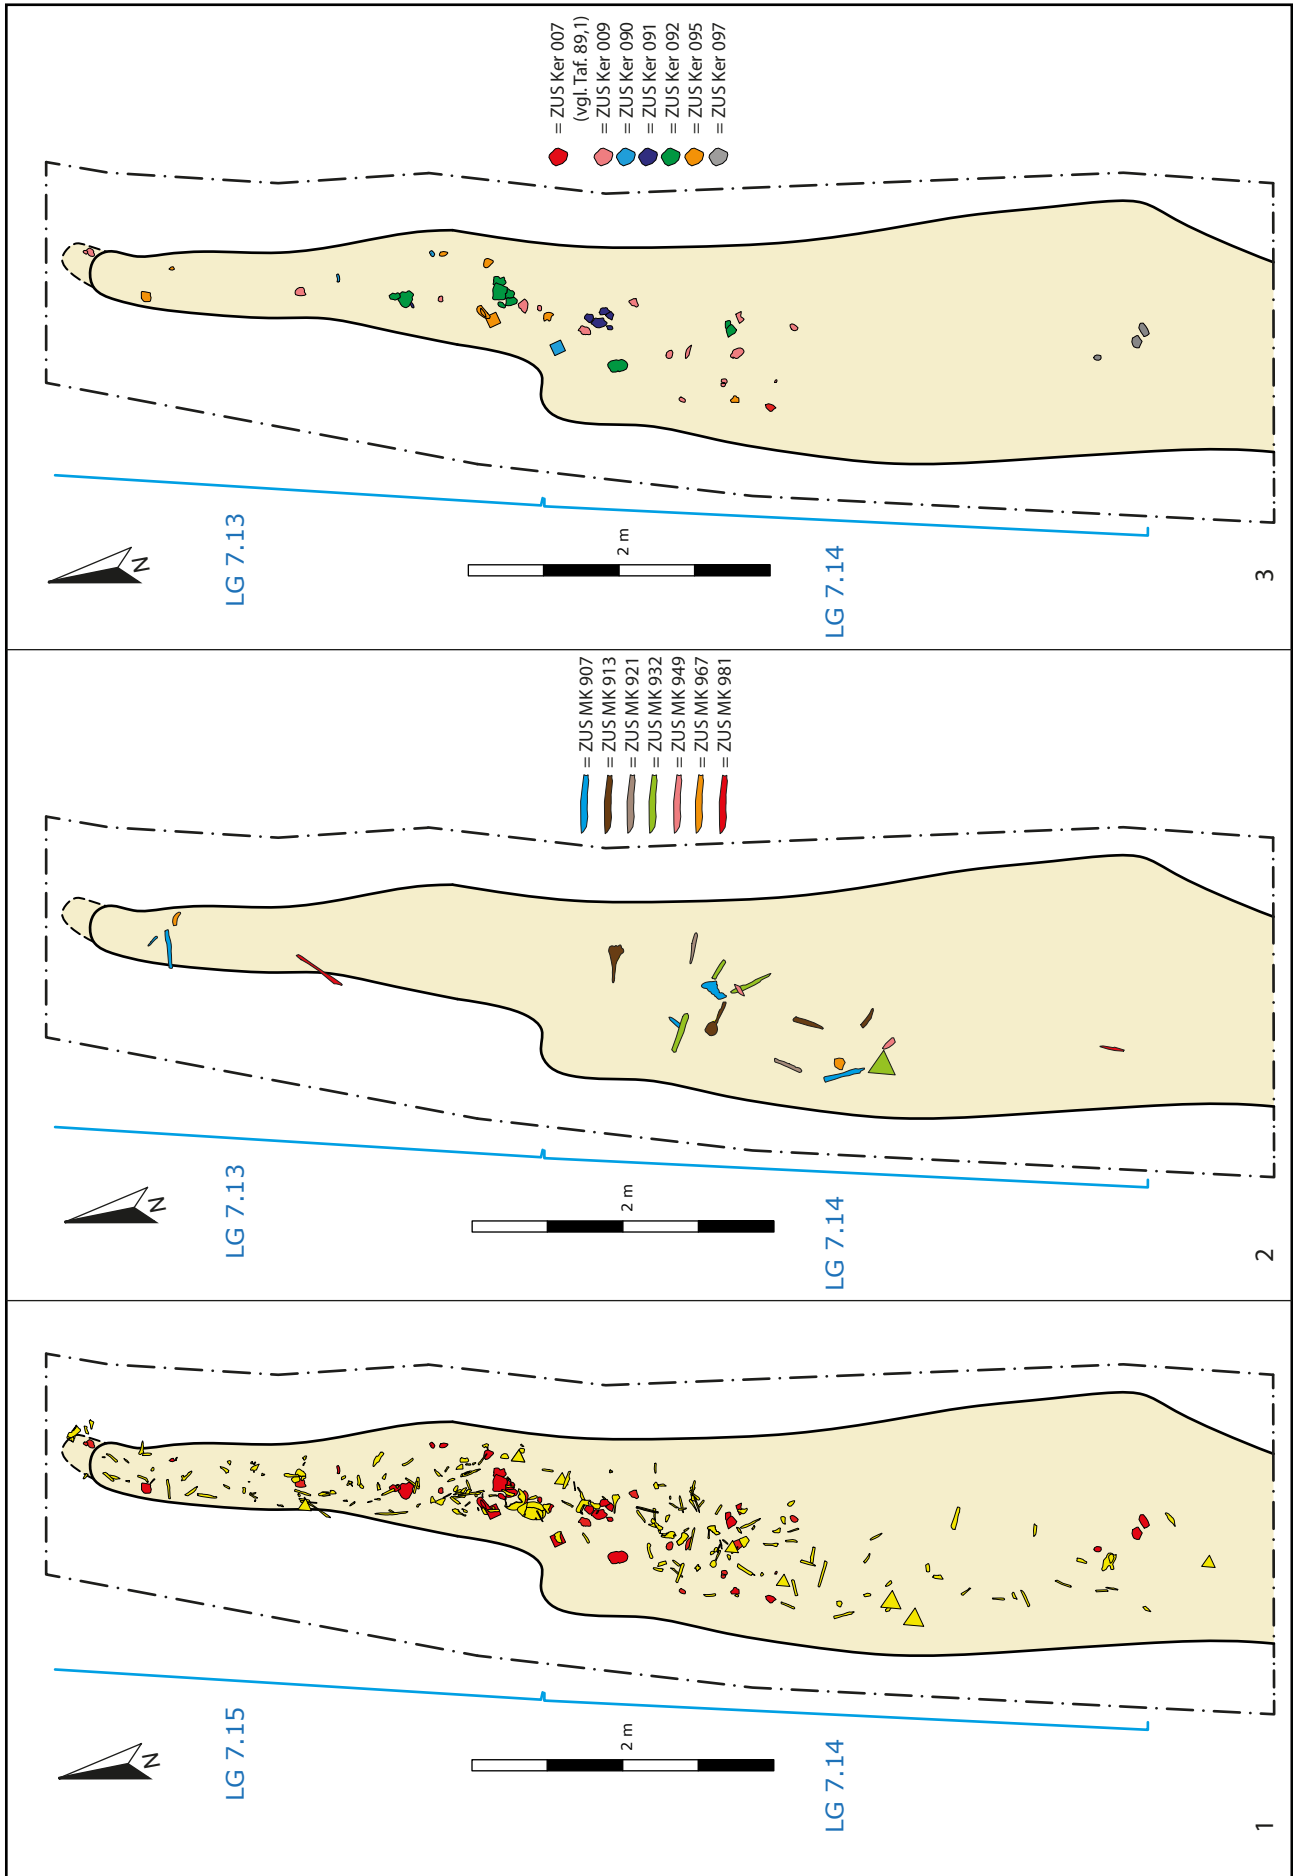 LG 7.15
LG 7.14
N
2 m
1
LG 7.13
LG 7.14
N
2 m
= ZUS MK 907
= ZUS MK 913
= ZUS MK 921
= ZUS MK 932
= ZUS MK 949
= ZUS MK 967
= ZUS MK 981
2
LG 7.13
LG 7.14
N
2 m
= ZUS Ker 007
(vgl. Taf. 89,1)
= ZUS Ker 009
= ZUS Ker 090
= ZUS Ker 091
= ZUS Ker 092
= ZUS Ker 095
= ZUS Ker 097
3